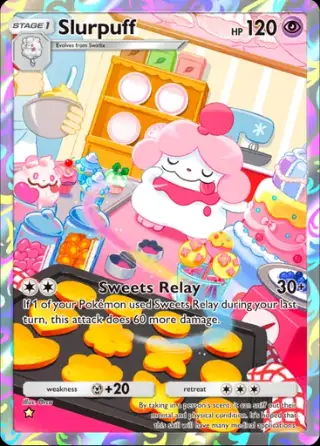 STAGE 1
Slurpuff
HP 120
Evolves from Swirlix
Sweets Relay 30+
If 1 of your Pokémon used Sweets Relay during your last
turn, this attack does 60 more damage.
weakness +20 retreat
By taking in a person's scent, it can sniff out their
mental and physical condition. It's hoped that
this skill will have many medical applications.